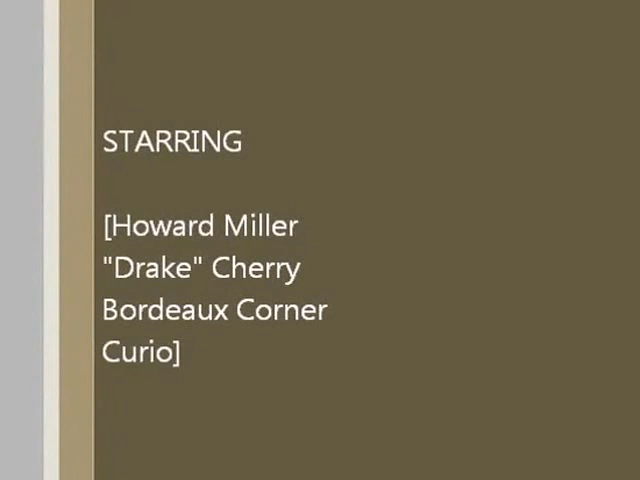 STARRING
[Howard Miller
"Drake" Cherry
Bordeaux Corner
Curio]